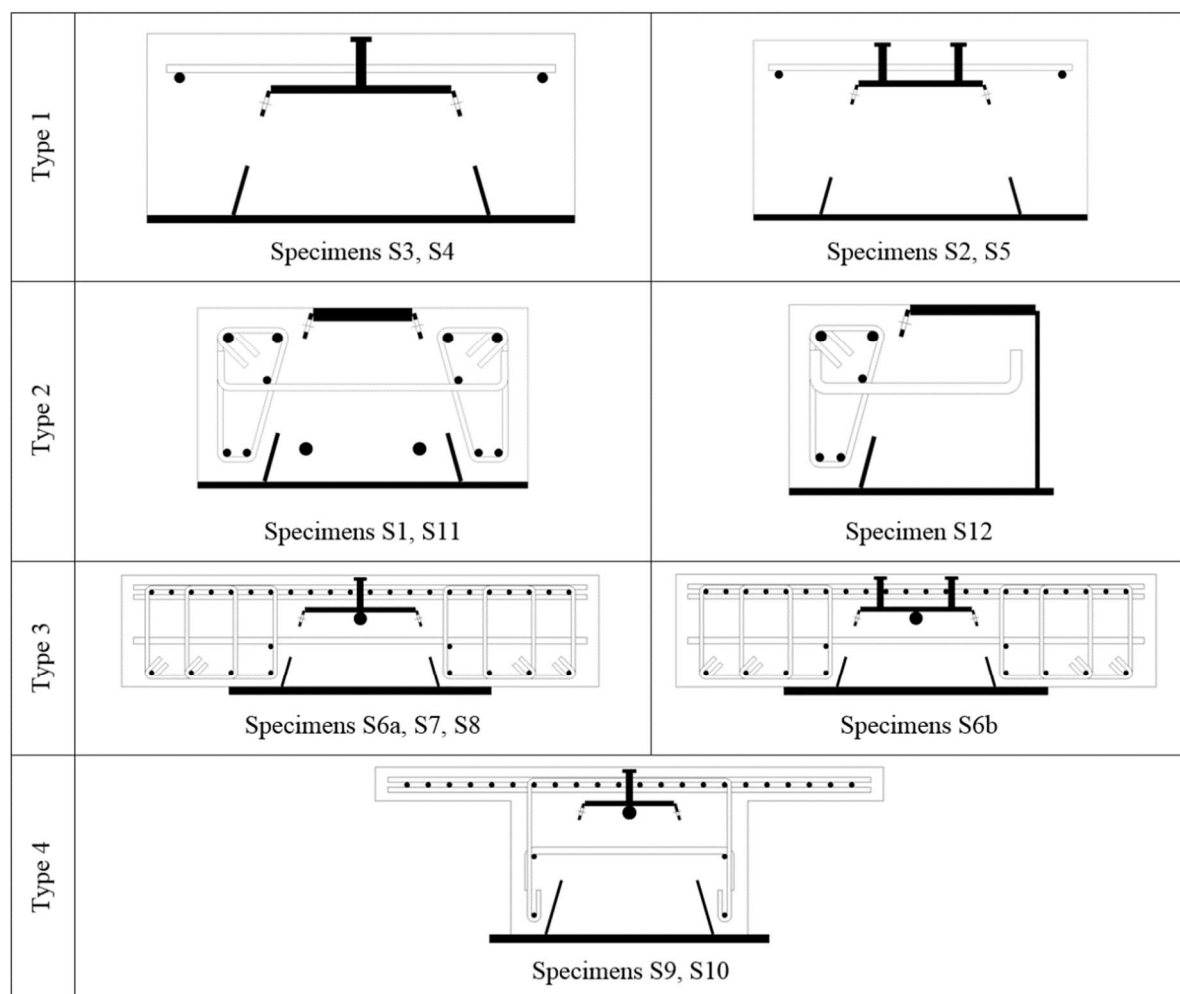 Type 1
Specimens S3, S4
Specimens S2, S5
Type 2
Specimens S1, S11
Specimen S12
Type 3
Specimens S6a, S7, S8
Specimens S6b
Type 4
Specimens S9, S10